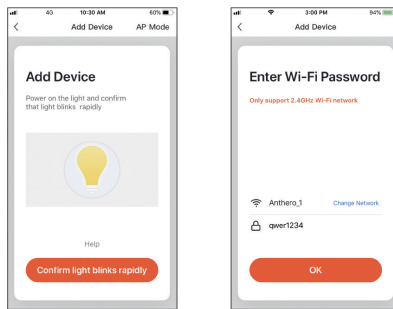 4G 10:30 AM 60%
Add Device AP Mode
Add Device
Power on the light and confirm
that light blinks rapidly
Help
Confirm light blinks rapidly
3:00 PM 94%
Add Device
Enter Wi-Fi Password
Only support 2.4GHz Wi-Fi network
Anthero_1 Change Network
qwer1234
OK